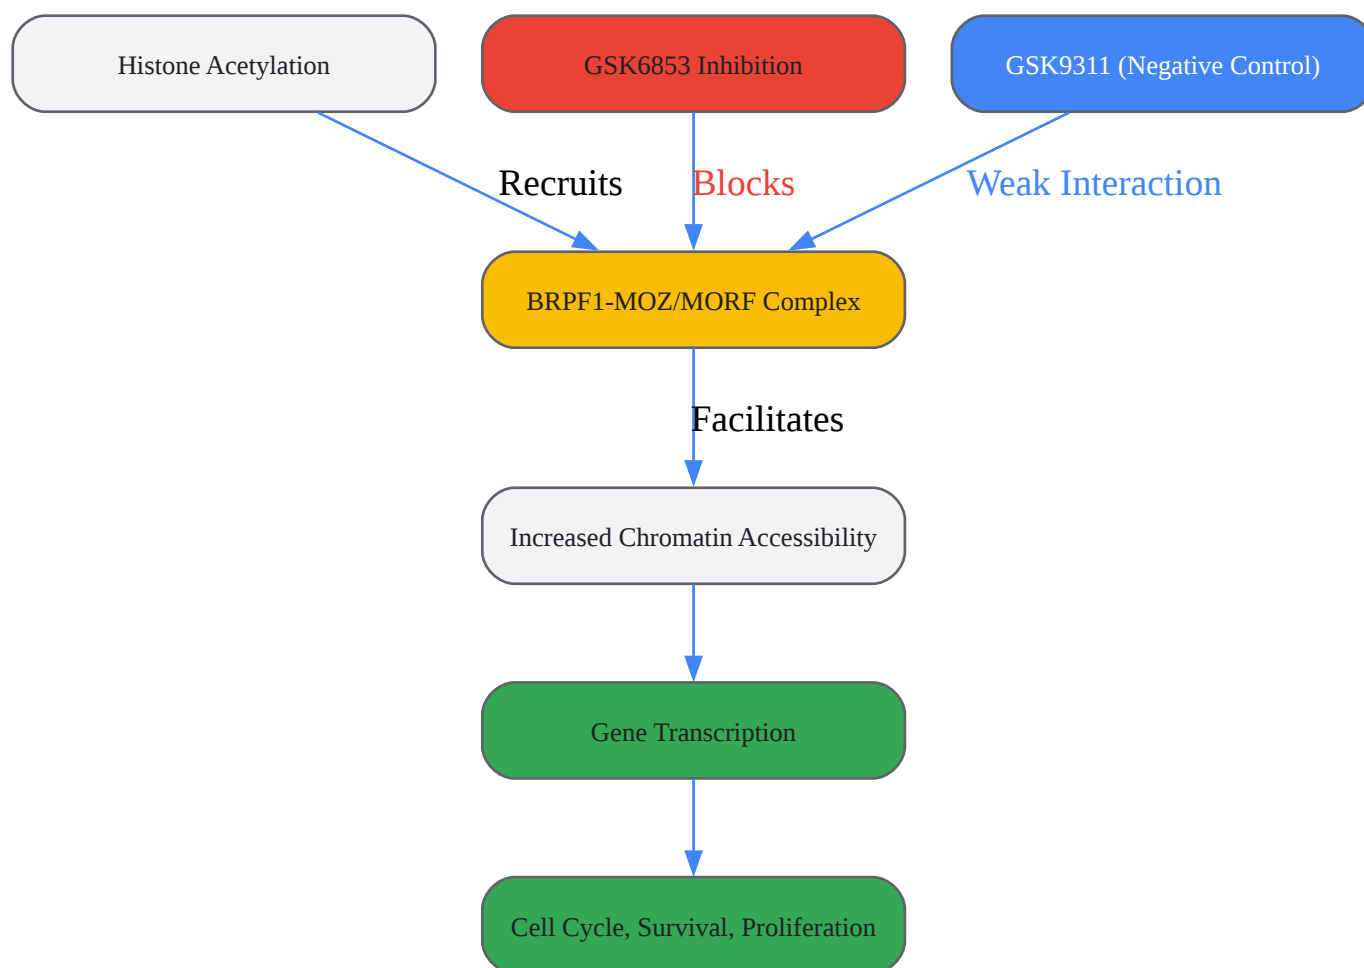 Histone Acetylation
GSK6853 Inhibition
GSK9311 (Negative Control)
Recruits
Blocks
Weak Interaction
BRPF1-MOZ/MORF Complex
Facilitates
Increased Chromatin Accessibility
Gene Transcription
Cell Cycle, Survival, Proliferation